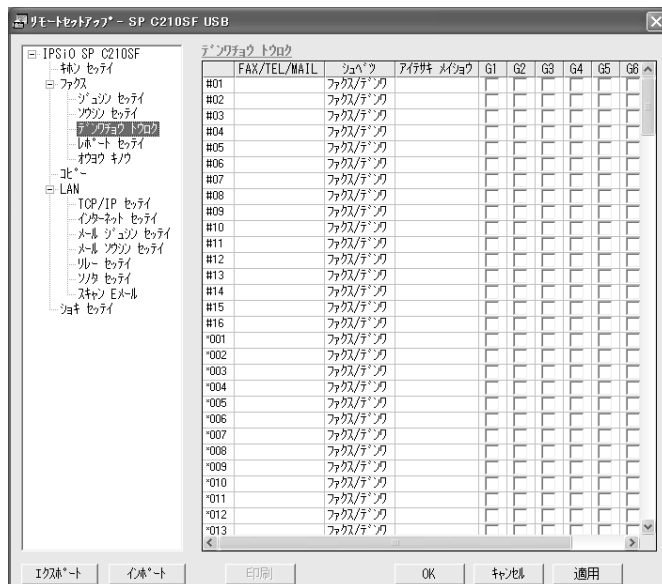 リモートセットアップ - SP C210SF USB
IPSiO SP C210SF
キホン セッテイ
ファクス
ジュシン セッテイ
ソウシン セッテイ
デンワチョウ トウロク
レポート セッテイ
オウヨウ キノウ
コピー
LAN
TCP/IP セッテイ
インターネット セッテイ
メール ジュシン セッテイ
メール ソウシン セッテイ
リレー セッテイ
ソノタ セッテイ
スキャン Eメール
ショキ セッテイ
デンワチョウ トウロク
FAX/TEL/MAIL シュベツ アイテサキ メイショウ G1 G2 G3 G4 G5 G6
#01 ファクス/デンワ
#02 ファクス/デンワ
#03 ファクス/デンワ
#04 ファクス/デンワ
#05 ファクス/デンワ
#06 ファクス/デンワ
#07 ファクス/デンワ
#08 ファクス/デンワ
#09 ファクス/デンワ
#10 ファクス/デンワ
#11 ファクス/デンワ
#12 ファクス/デンワ
#13 ファクス/デンワ
#14 ファクス/デンワ
#15 ファクス/デンワ
#16 ファクス/デンワ
*001 ファクス/デンワ
*002 ファクス/デンワ
*003 ファクス/デンワ
*004 ファクス/デンワ
*005 ファクス/デンワ
*006 ファクス/デンワ
*007 ファクス/デンワ
*008 ファクス/デンワ
*009 ファクス/デンワ
*010 ファクス/デンワ
*011 ファクス/デンワ
*012 ファクス/デンワ
*013 ファクス/デンワ
エクスポート インポート 印刷 OK キャンセル 適用